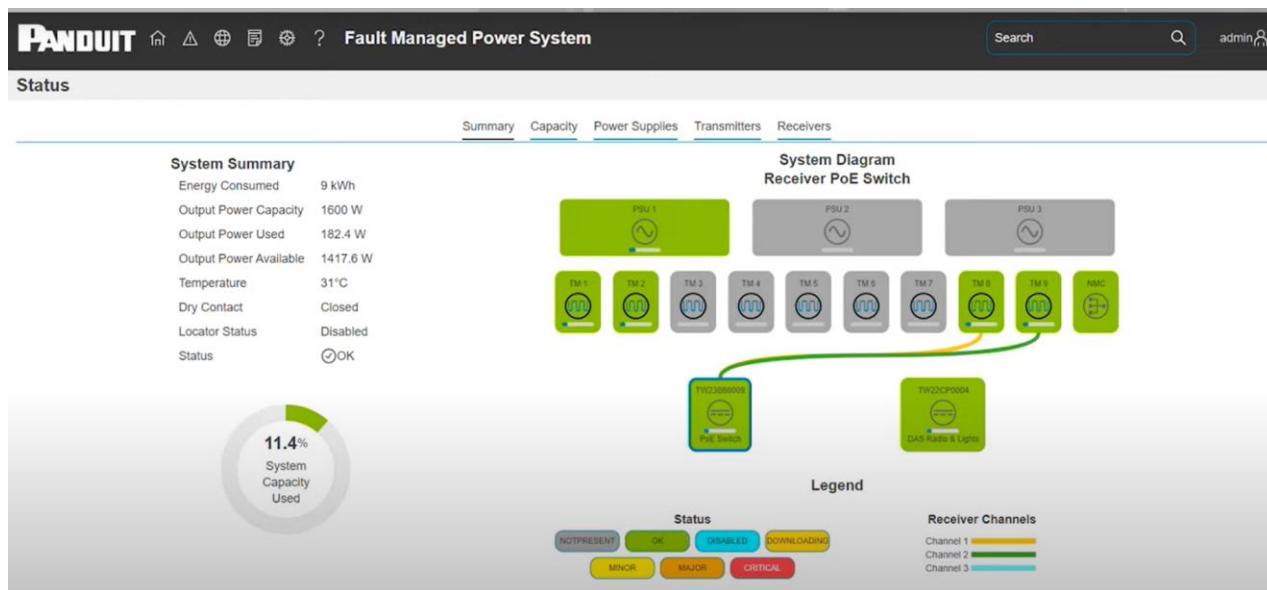 PANDUIT ? Fault Managed Power System Search admin
Status
Summary Capacity Power Supplies Transmitters Receivers
System Summary
Energy Consumed 9 kWh
Output Power Capacity 1600 W
Output Power Used 182.4 W
Output Power Available 1417.6 W
Temperature 31°C
Dry Contact Closed
Locator Status Disabled
Status OK
11.4%
System
Capacity
Used
System Diagram
Receiver PoE Switch
PSU 1 PSU 2 PSU 3
TM 1 TM 2 TM 3 TM 4 TM 5 TM 6 TM 7 TM 8 TM 9 NMC
TW22CP0004
PoE Switch DAS Radio & Lights
Legend
Status
NOTPRESENT OK DISABLED DOWNLOADING
MINOR MAJOR CRITICAL
Receiver Channels
Channel 1
Channel 2
Channel 3